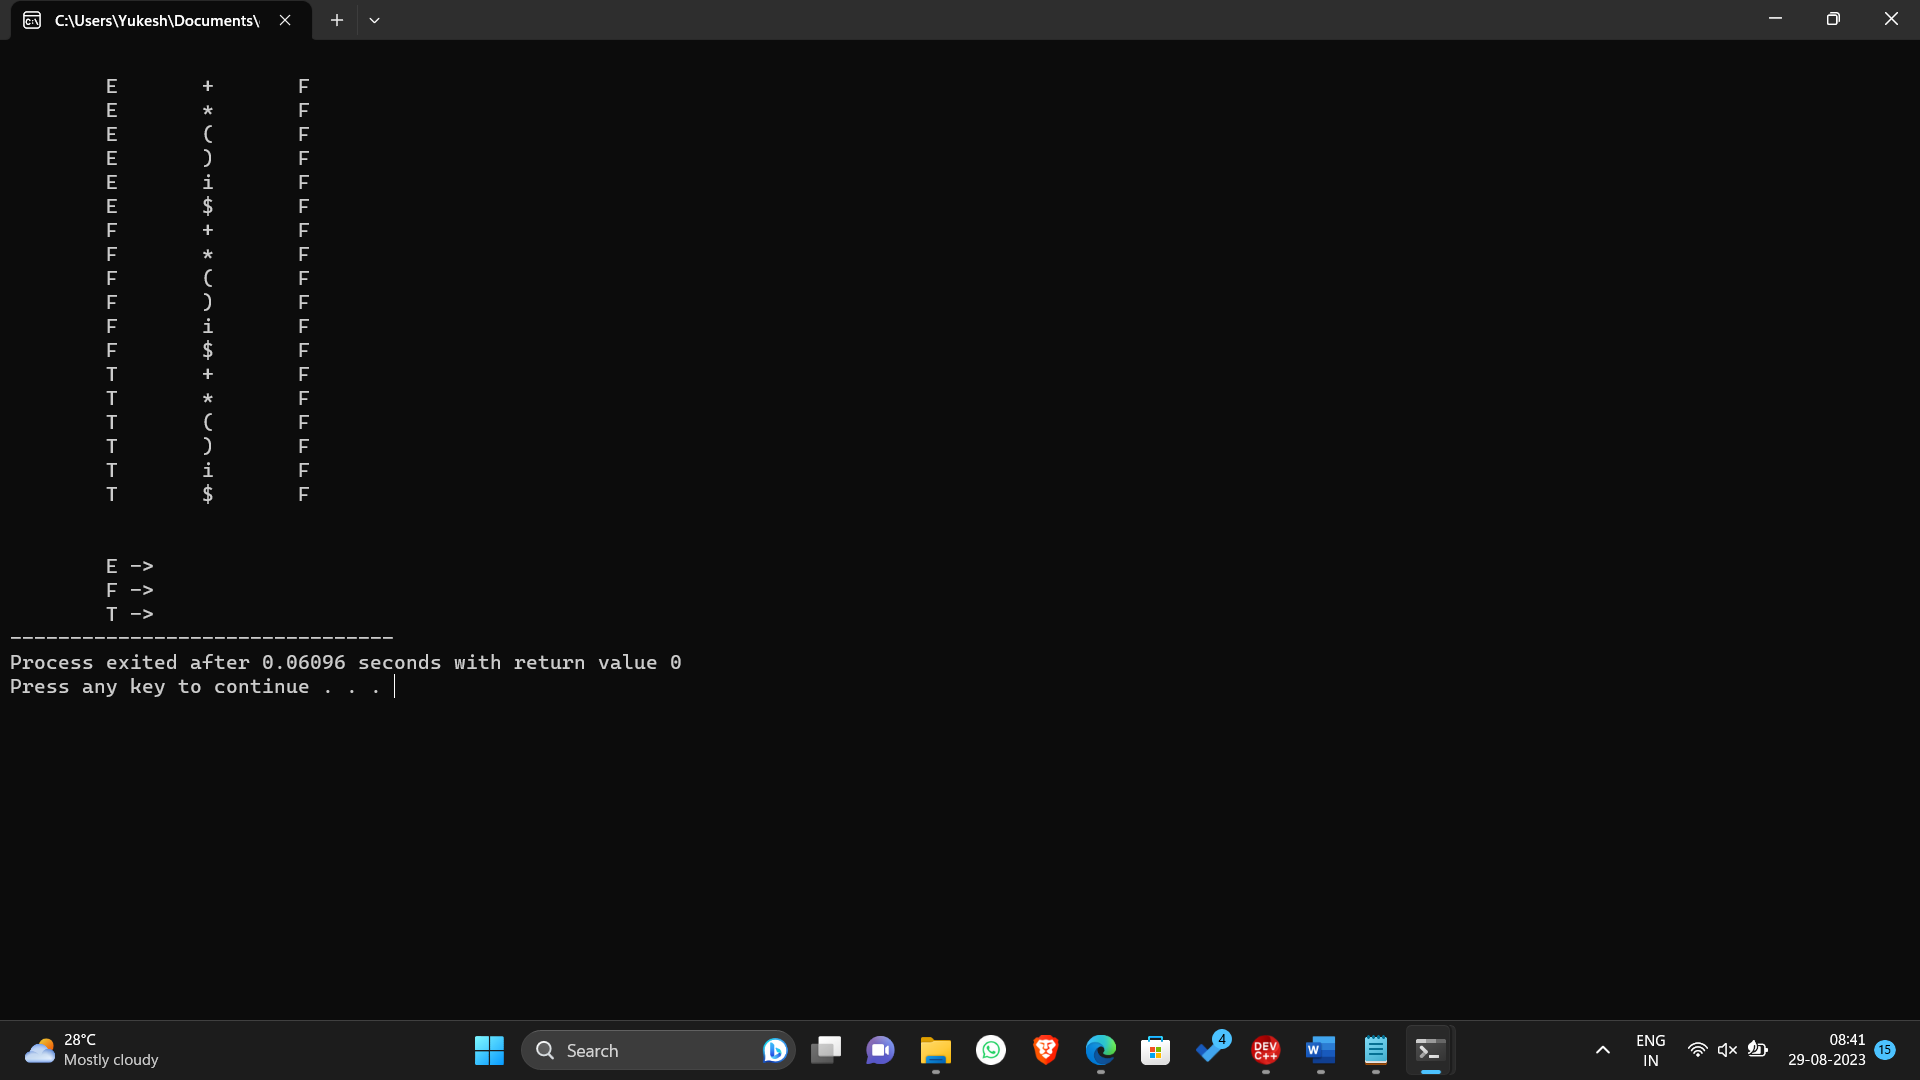 C:\Users\Yukesh\Documents\
E + F
E * F
E ( F
E ) F
E i F
E $ F
F + F
F * F
F ( F
F ) F
F i F
F $ F
T + F
T * F
T ( F
T ) F
T i F
T $ F
E ->
F ->
T ->
--------------------------------
Process exited after 0.06096 seconds with return value 0
Press any key to continue . . .
28°C
Mostly cloudy
Search
4
DEV
C++
W
ENG
IN
08:41
29-08-2023
15